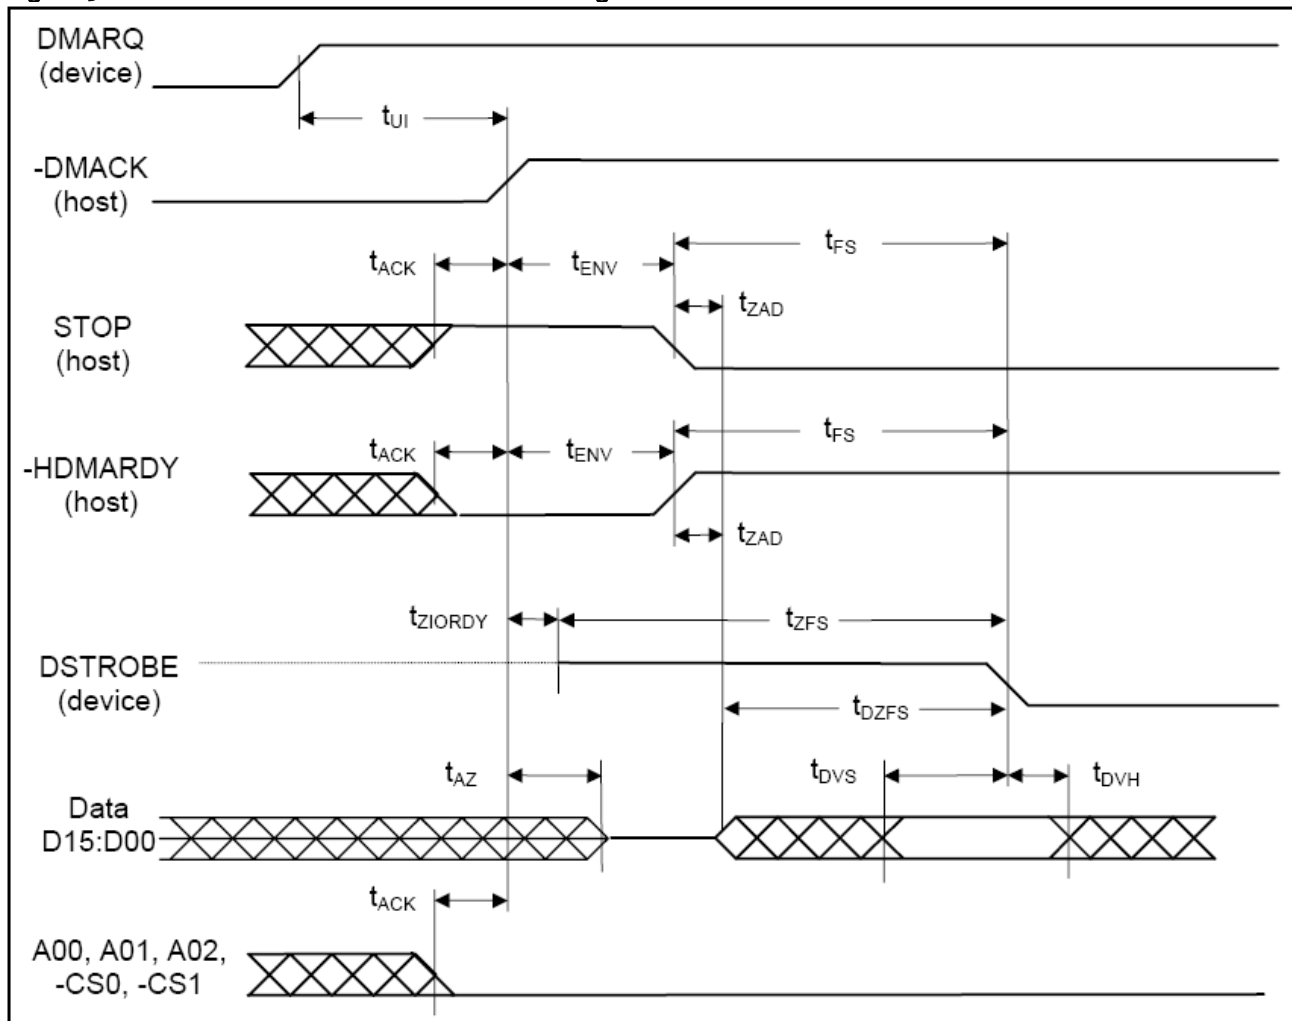 DMARQ
(device)
tUI
-DMACK
(host)
tFS
tACK
tENV
tZAD
STOP
(host)
tFS
tACK
tENV
-HDMARDY
(host)
tZAD
tZIORDY
tZFS
DSTROBE
(device)
tDZFS
tAZ
tDVS
tDVH
Data
D15:D00
tACK
A00, A01, A02,
-CS0, -CS1